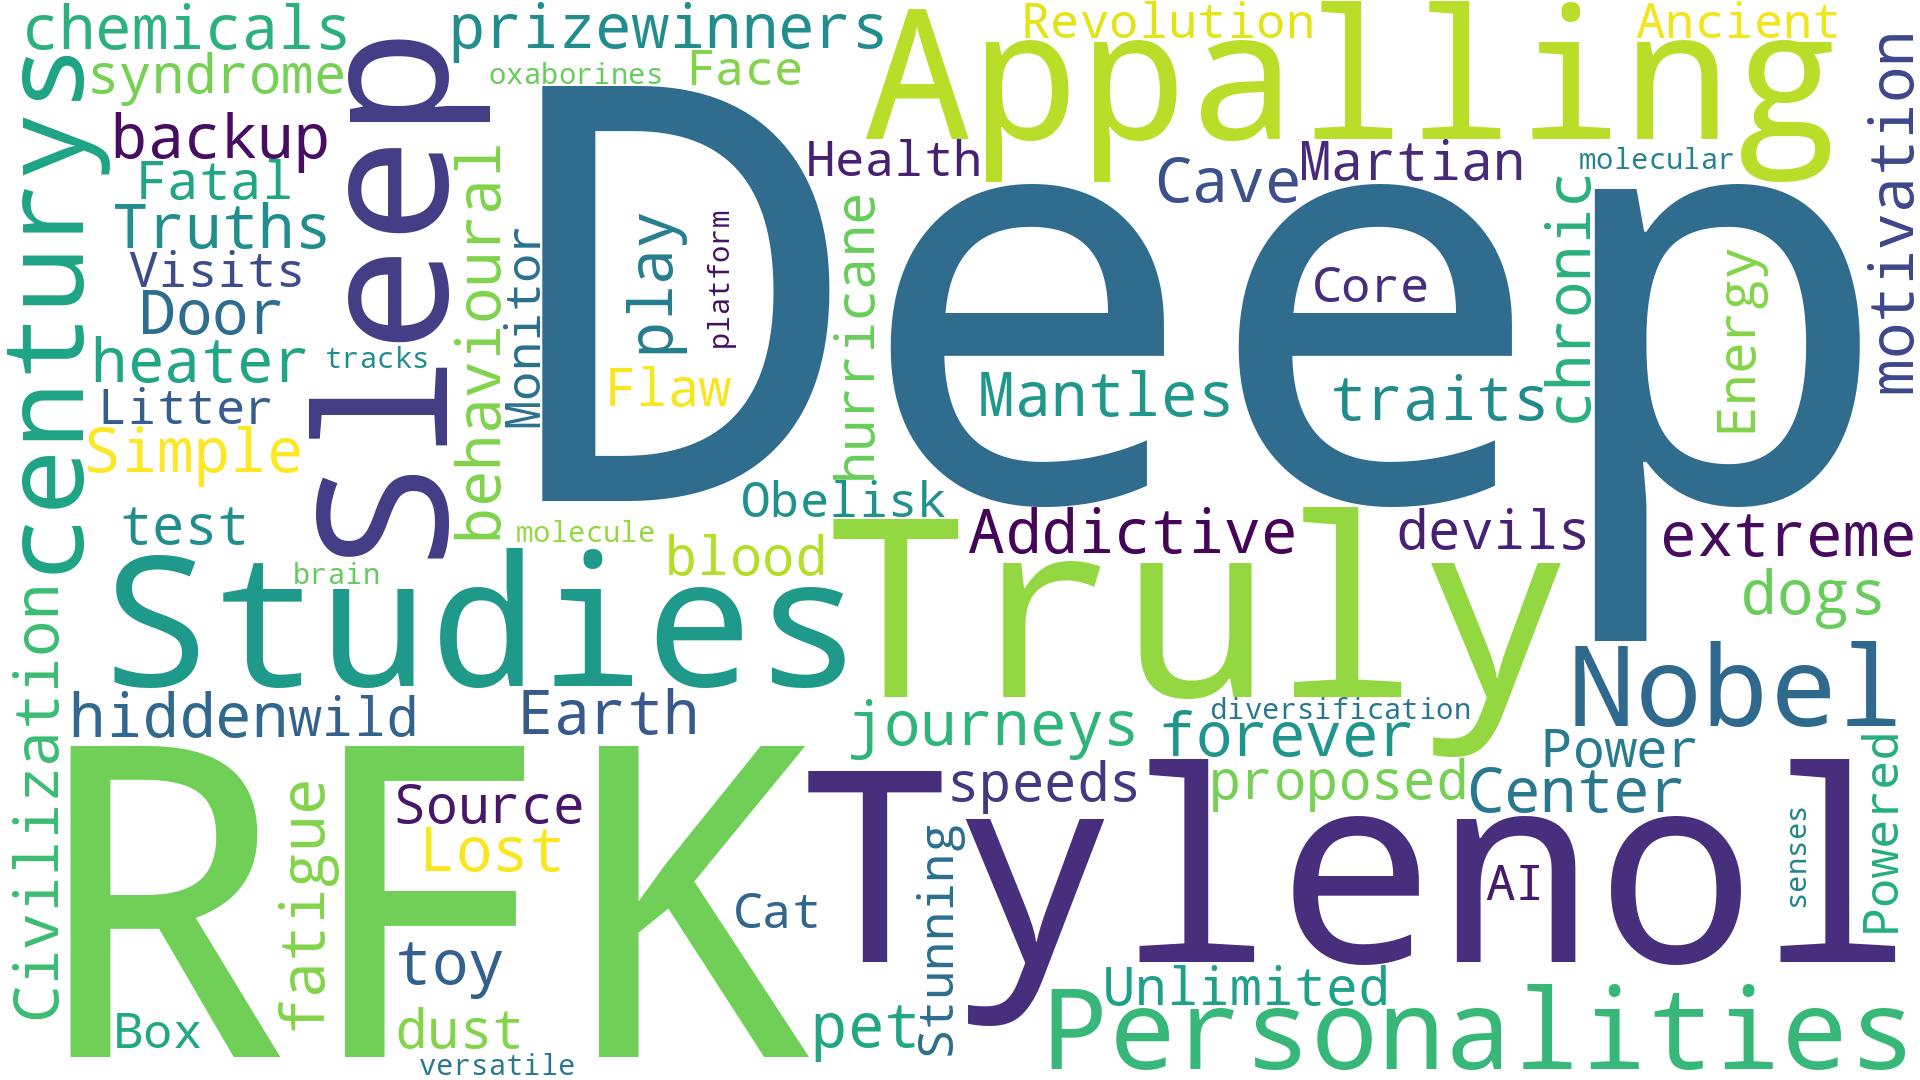 chemicals
prizewinners
Revolution
Ancient
syndrome
oxaborines
Face
Appalling
backup
Sleep
centurys
motivation
Health
Cave
Martian
molecular
Fatal
Truths
behavioural
Monitor
play
platform
hurricane
Deep
chronic
Visits
Door
Core
Energy
heater
tracks
Flaw
Mantles
traits
Litter
Simple
Obelisk
test
molecule
Addictive
devils
extreme
brain
blood
Studies
Truly
dogs
Civilization
hidden
wild
Earth
journeys
diversification
forever
Nobel
Power
RFK
fatigue
Source
speeds
proposed
Center
Powered
Lost
Tylenol
senses
AI
Cat
Stunning
toy
Unlimited
Box
dust
pet
Personalities
versatile